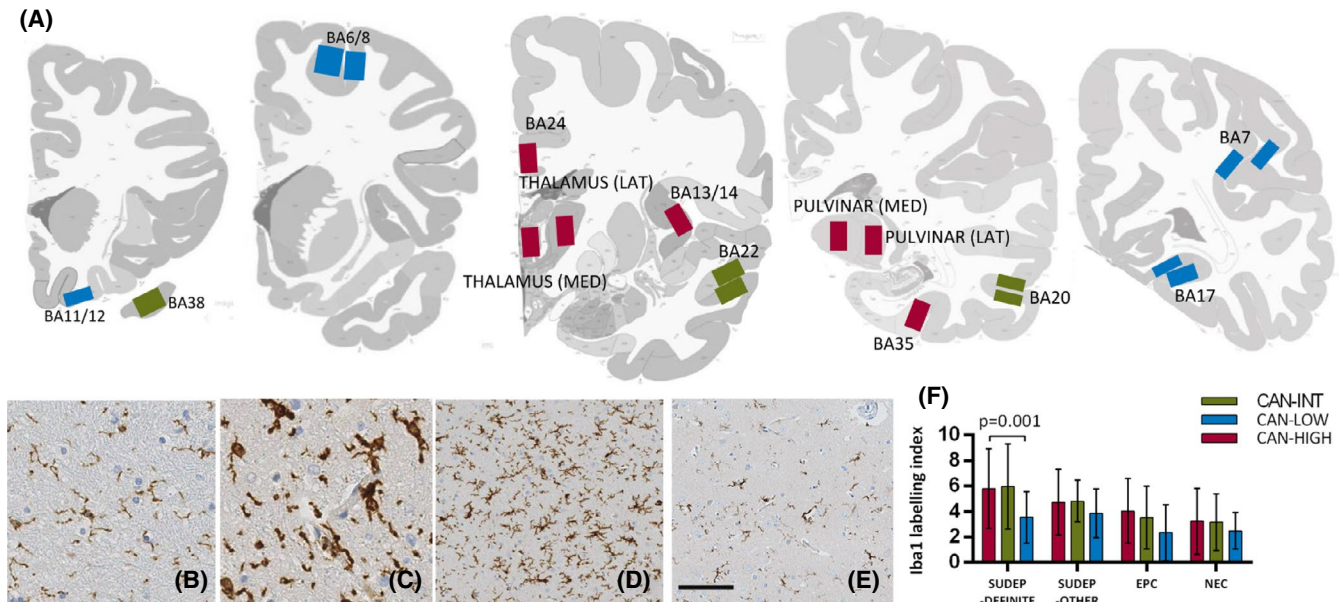 (A)
BA6/8
BA24
THALAMUS (LAT)
BA13/14
BA22
THALAMUS (MED)
BA11/12
BA38
PULVINAR (MED)
PULVINAR (LAT)
BA20
BA35
BA7
BA17
(B)
(C)
(D)
(E)
(F)
CAN-INT
CAN-LOW
CAN-HIGH
p=0.001
Iba1 labelling index
10
8
6
4
2
0
SUDEP
-DEFINITE
SUDEP
-OTHER
EPC
NEC